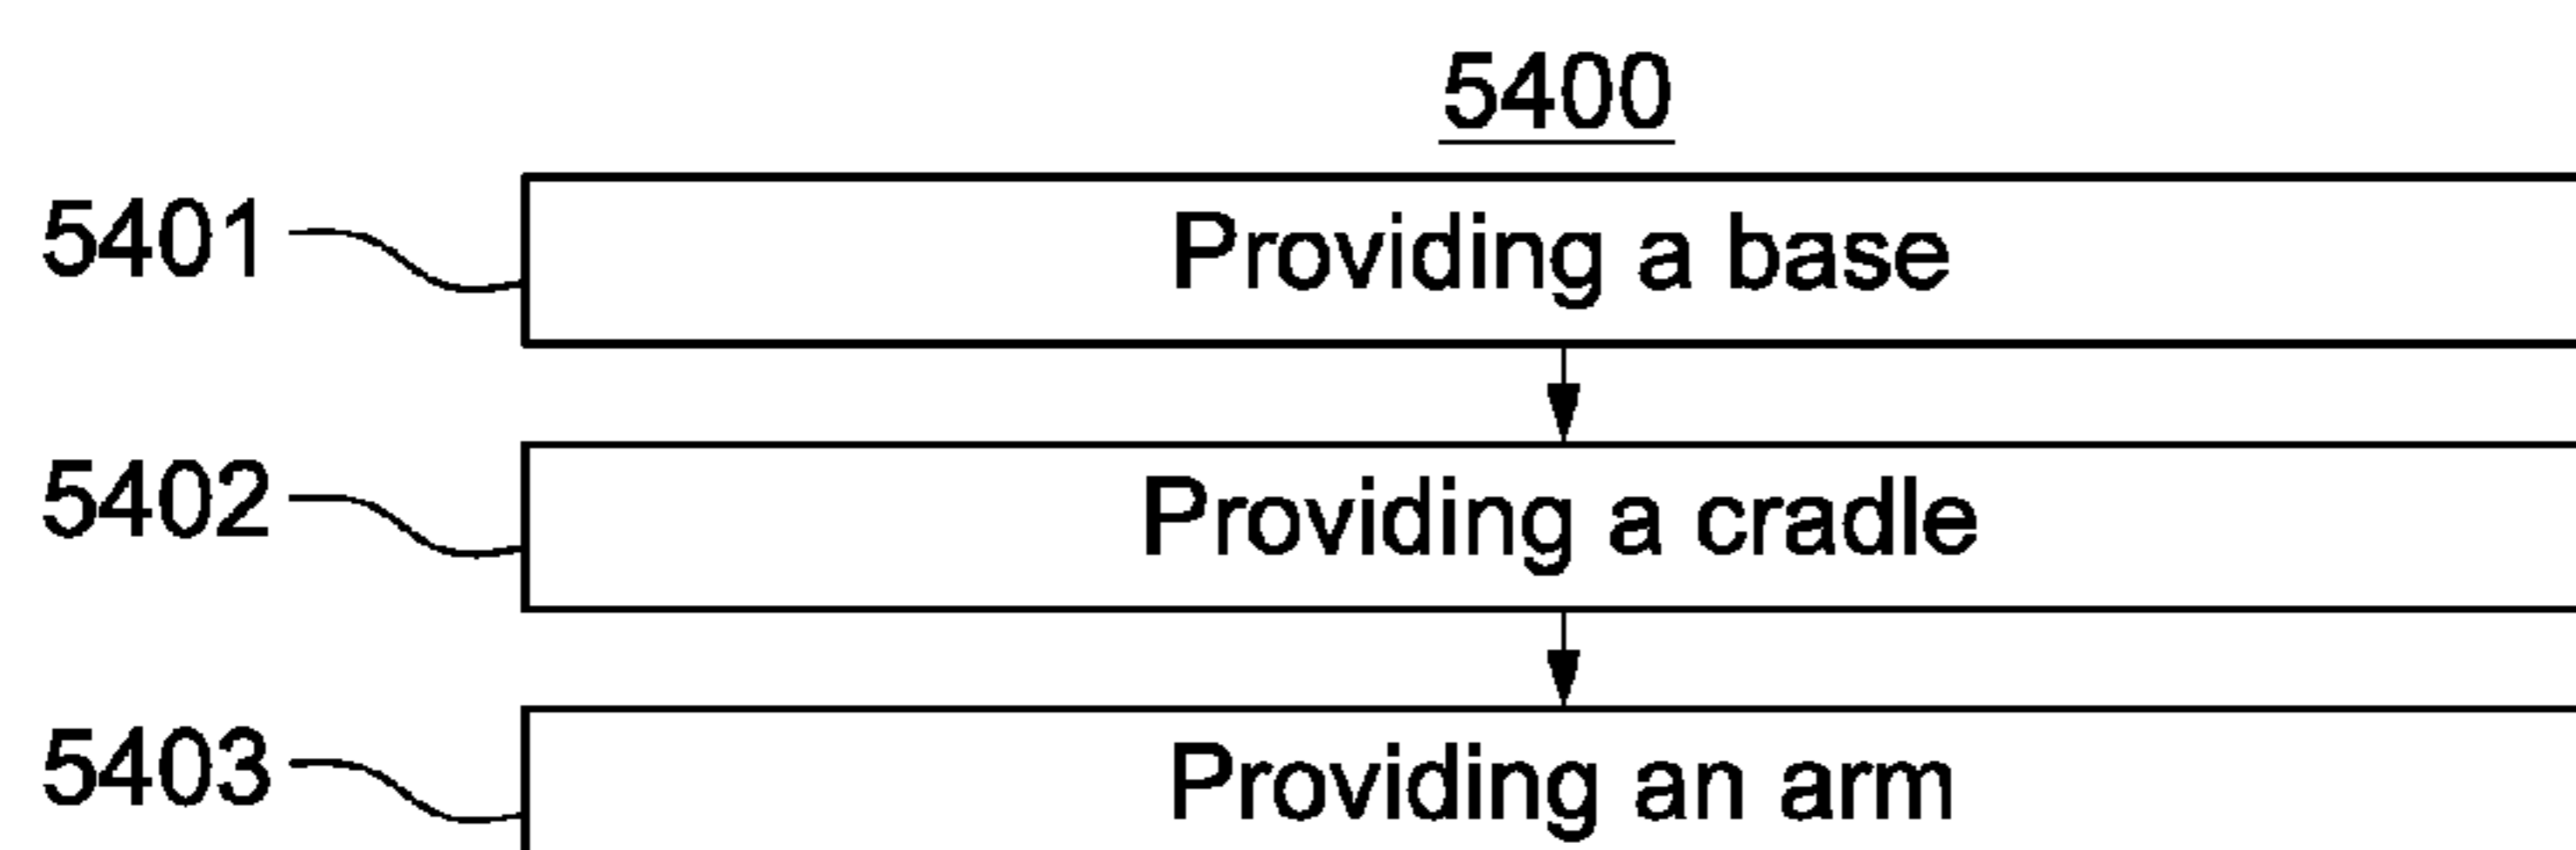 5400
5401 Providing a base
5402 Providing a cradle
5403 Providing an arm